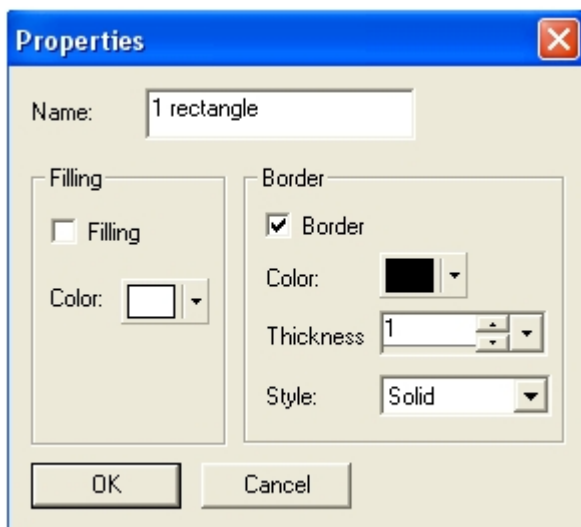 Properties
Name: 1 rectangle
Filling
Filling
Color:
Border
Border
Color:
Thickness 1
Style: Solid
OK Cancel